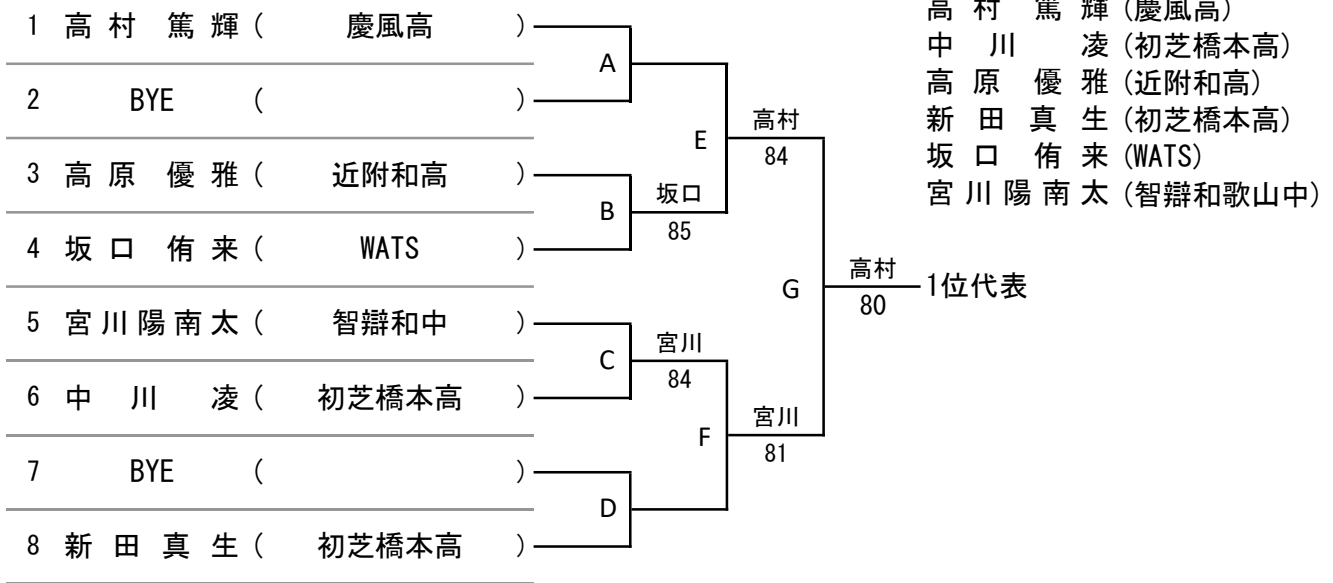 1 高村 篤輝 ( 慶風高 )
2 BYE ( )
3 高原 優雅 ( 近附和高 )
4 坂口 侑来 ( WATS )
5 宮川陽南太 ( 智辯和中 )
6 中川 凌 ( 初芝橋本高 )
7 BYE ( )
8 新田真生 ( 初芝橋本高 )
A
B
C
D
坂口
85
宮川
84
E
F
高村
84
宮川
81
G
高村
80
1位代表
高村 篤輝 (慶風高)
中川 凌 (初芝橋本高)
高原 優雅 (近附和高)
新田真生 (初芝橋本高)
坂口 侑来 (WATS)
宮川陽南太 (智辯和歌山中)